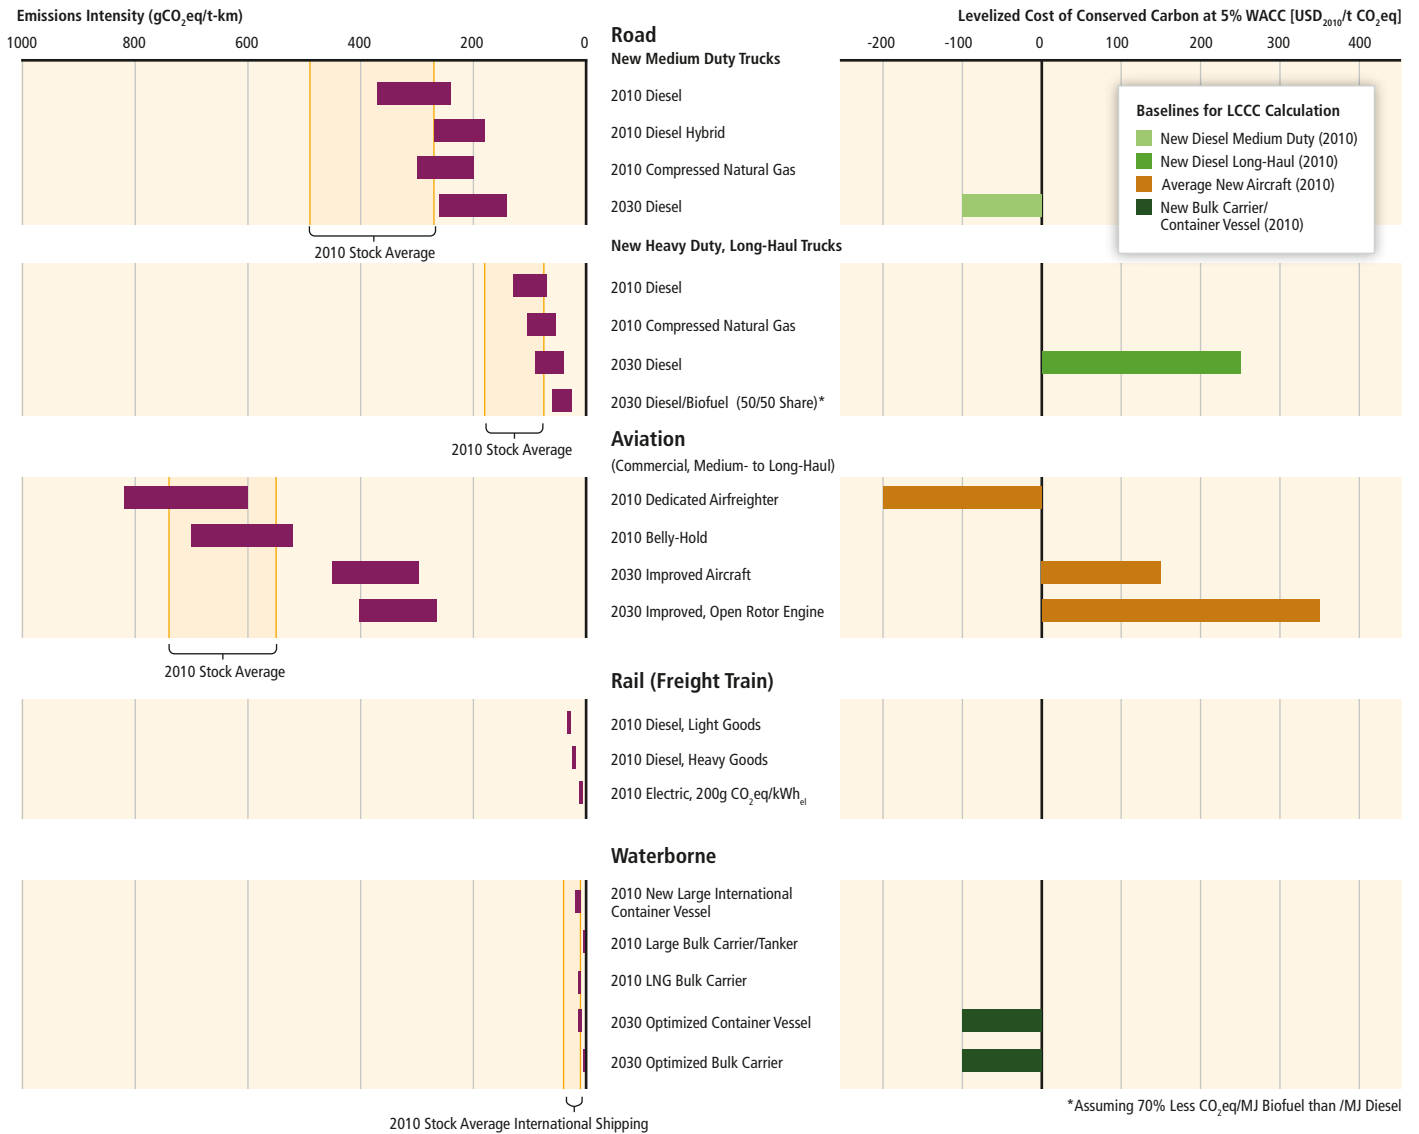 Emissions Intensity (gCO2eq/t-km)
Levelized Cost of Conserved Carbon at 5% WACC [USD2010/t CO2eq]
1000 800 600 400 200 0
-200 -100 0 100 200 300 400
Road
New Medium Duty Trucks
2010 Diesel
2010 Diesel Hybrid
2010 Compressed Natural Gas
2030 Diesel
2010 Stock Average
Baselines for LCCC Calculation
New Diesel Medium Duty (2010)
New Diesel Long-Haul (2010)
Average New Aircraft (2010)
New Bulk Carrier/
Container Vessel (2010)
New Heavy Duty, Long-Haul Trucks
2010 Diesel
2010 Compressed Natural Gas
2030 Diesel
2030 Diesel/Biofuel (50/50 Share)*
2010 Stock Average
Aviation
(Commercial, Medium- to Long-Haul)
2010 Dedicated Airfreighter
2010 Belly-Hold
2030 Improved Aircraft
2030 Improved, Open Rotor Engine
2010 Stock Average
Rail (Freight Train)
2010 Diesel, Light Goods
2010 Diesel, Heavy Goods
2010 Electric, 200g CO2eq/kWhel
Waterborne
2010 New Large International
Container Vessel
2010 Large Bulk Carrier/Tanker
2010 LNG Bulk Carrier
2030 Optimized Container Vessel
2030 Optimized Bulk Carrier
*Assuming 70% Less CO2eq/MJ Biofuel than /MJ Diesel
2010 Stock Average International Shipping